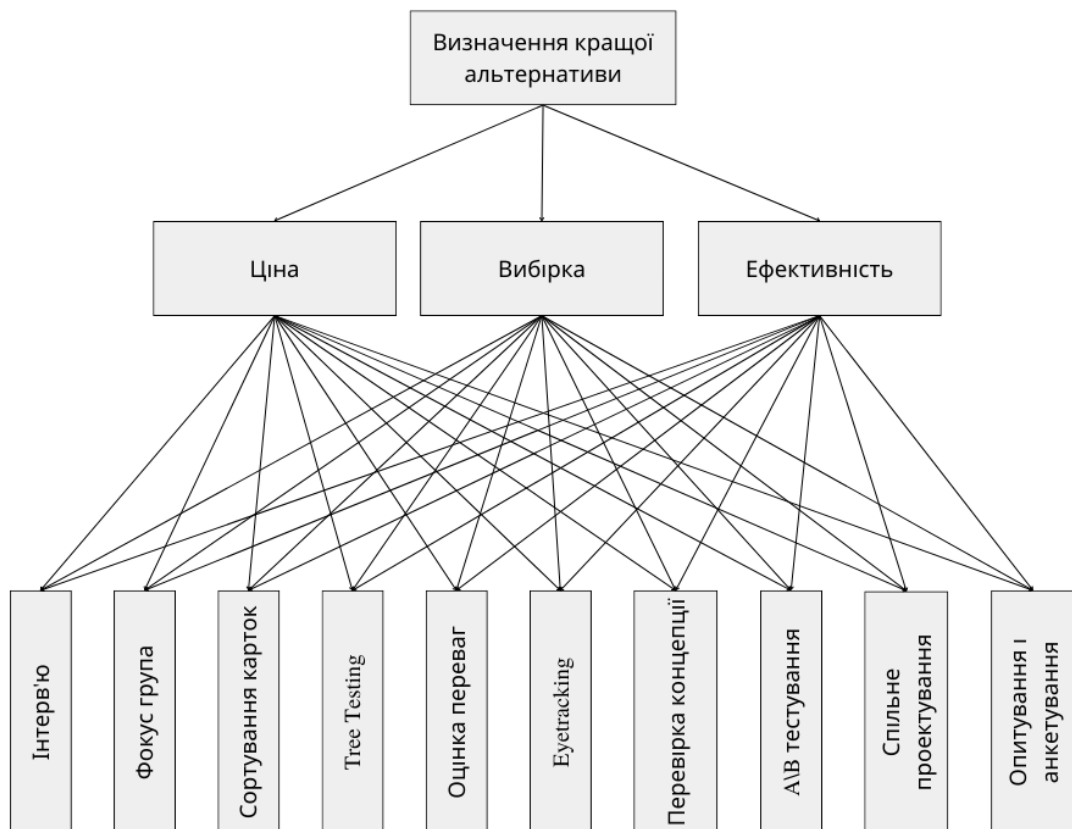 Визначення кращої
альтернативи
Ціна
Вибірка
Ефективність
Інтерв'ю
Фокус група
Сортування карток
Tree Testing
Оцінка переваг
Eyetracking
Перевірка концепції
А\В тестування
Спільне
проектування
Опитування і
анкетування